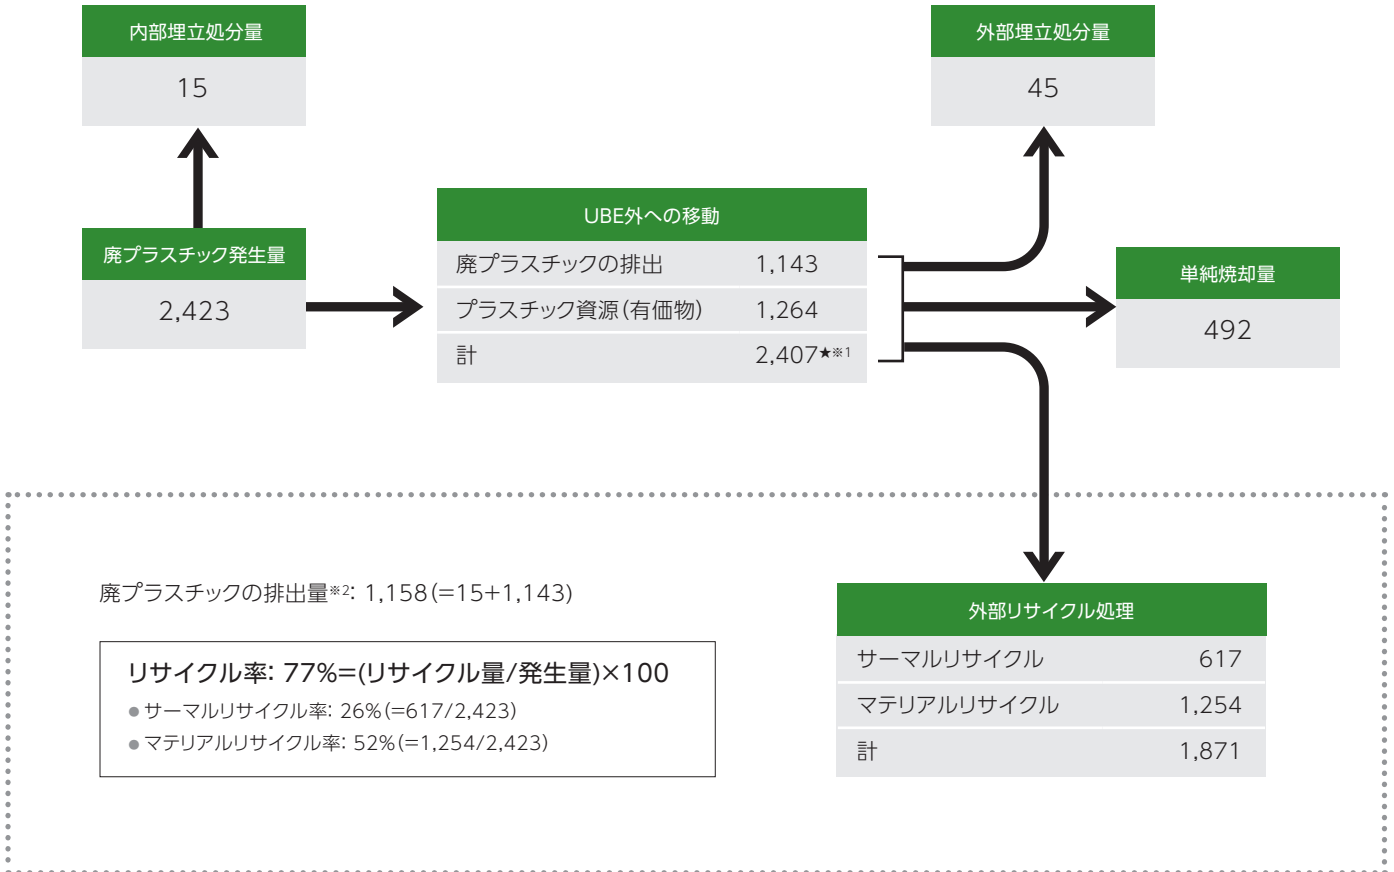 内部埋立処分量
15
外部埋立処分量
45
廃プラスチック発生量
2,423
UBE外への移動
廃プラスチックの排出 1,143
プラスチック資源(有価物) 1,264
計 2,407★※1
単純焼却量
492
廃プラスチックの排出量※2: 1,158(=15+1,143)
リサイクル率: 77%=(リサイクル量/発生量)×100
●サーマルリサイクル率: 26%(=617/2,423)
●マテリアルリサイクル率: 52%(=1,254/2,423)
外部リサイクル処理
サーマルリサイクル 617
マテリアルリサイクル 1,254
計 1,871